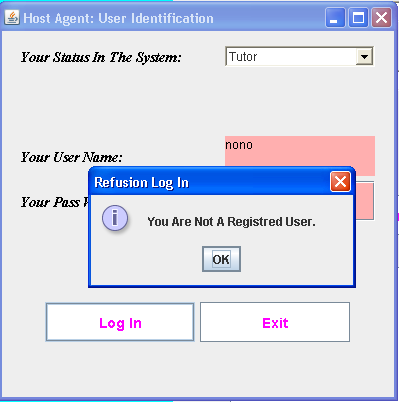 Host Agent: User Identification
Your Status In The System:
Tutor
nono
Your User Name:
Refusion Log In
Your Pass
You Are Not A Registred User.
OK
Log In
Exit